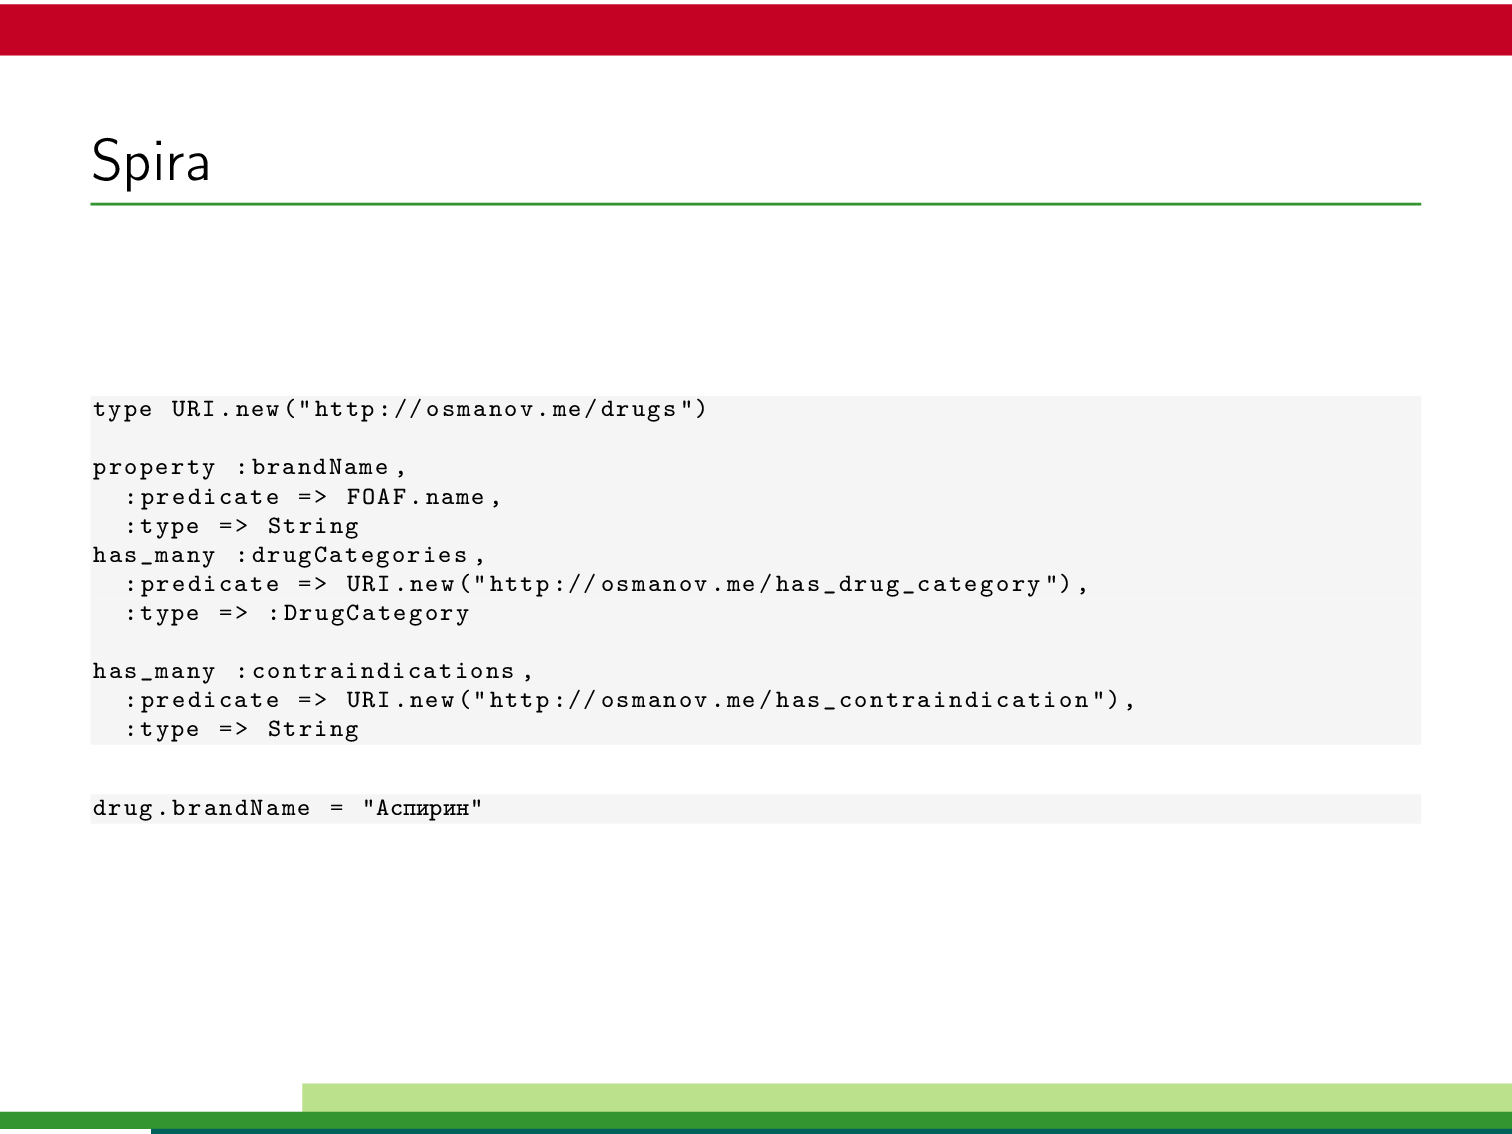 Spira
type URI.new("http://osmanov.me/drugs")
property :brandName,
  :predicate => FOAF.name,
  :type => String
has_many :drugCategories,
  :predicate => URI.new("http://osmanov.me/has_drug_category"),
  :type => :DrugCategory
has_many :contraindications,
  :predicate => URI.new("http://osmanov.me/has_contraindication"),
  :type => String
drug.brandName = "Аспирин"